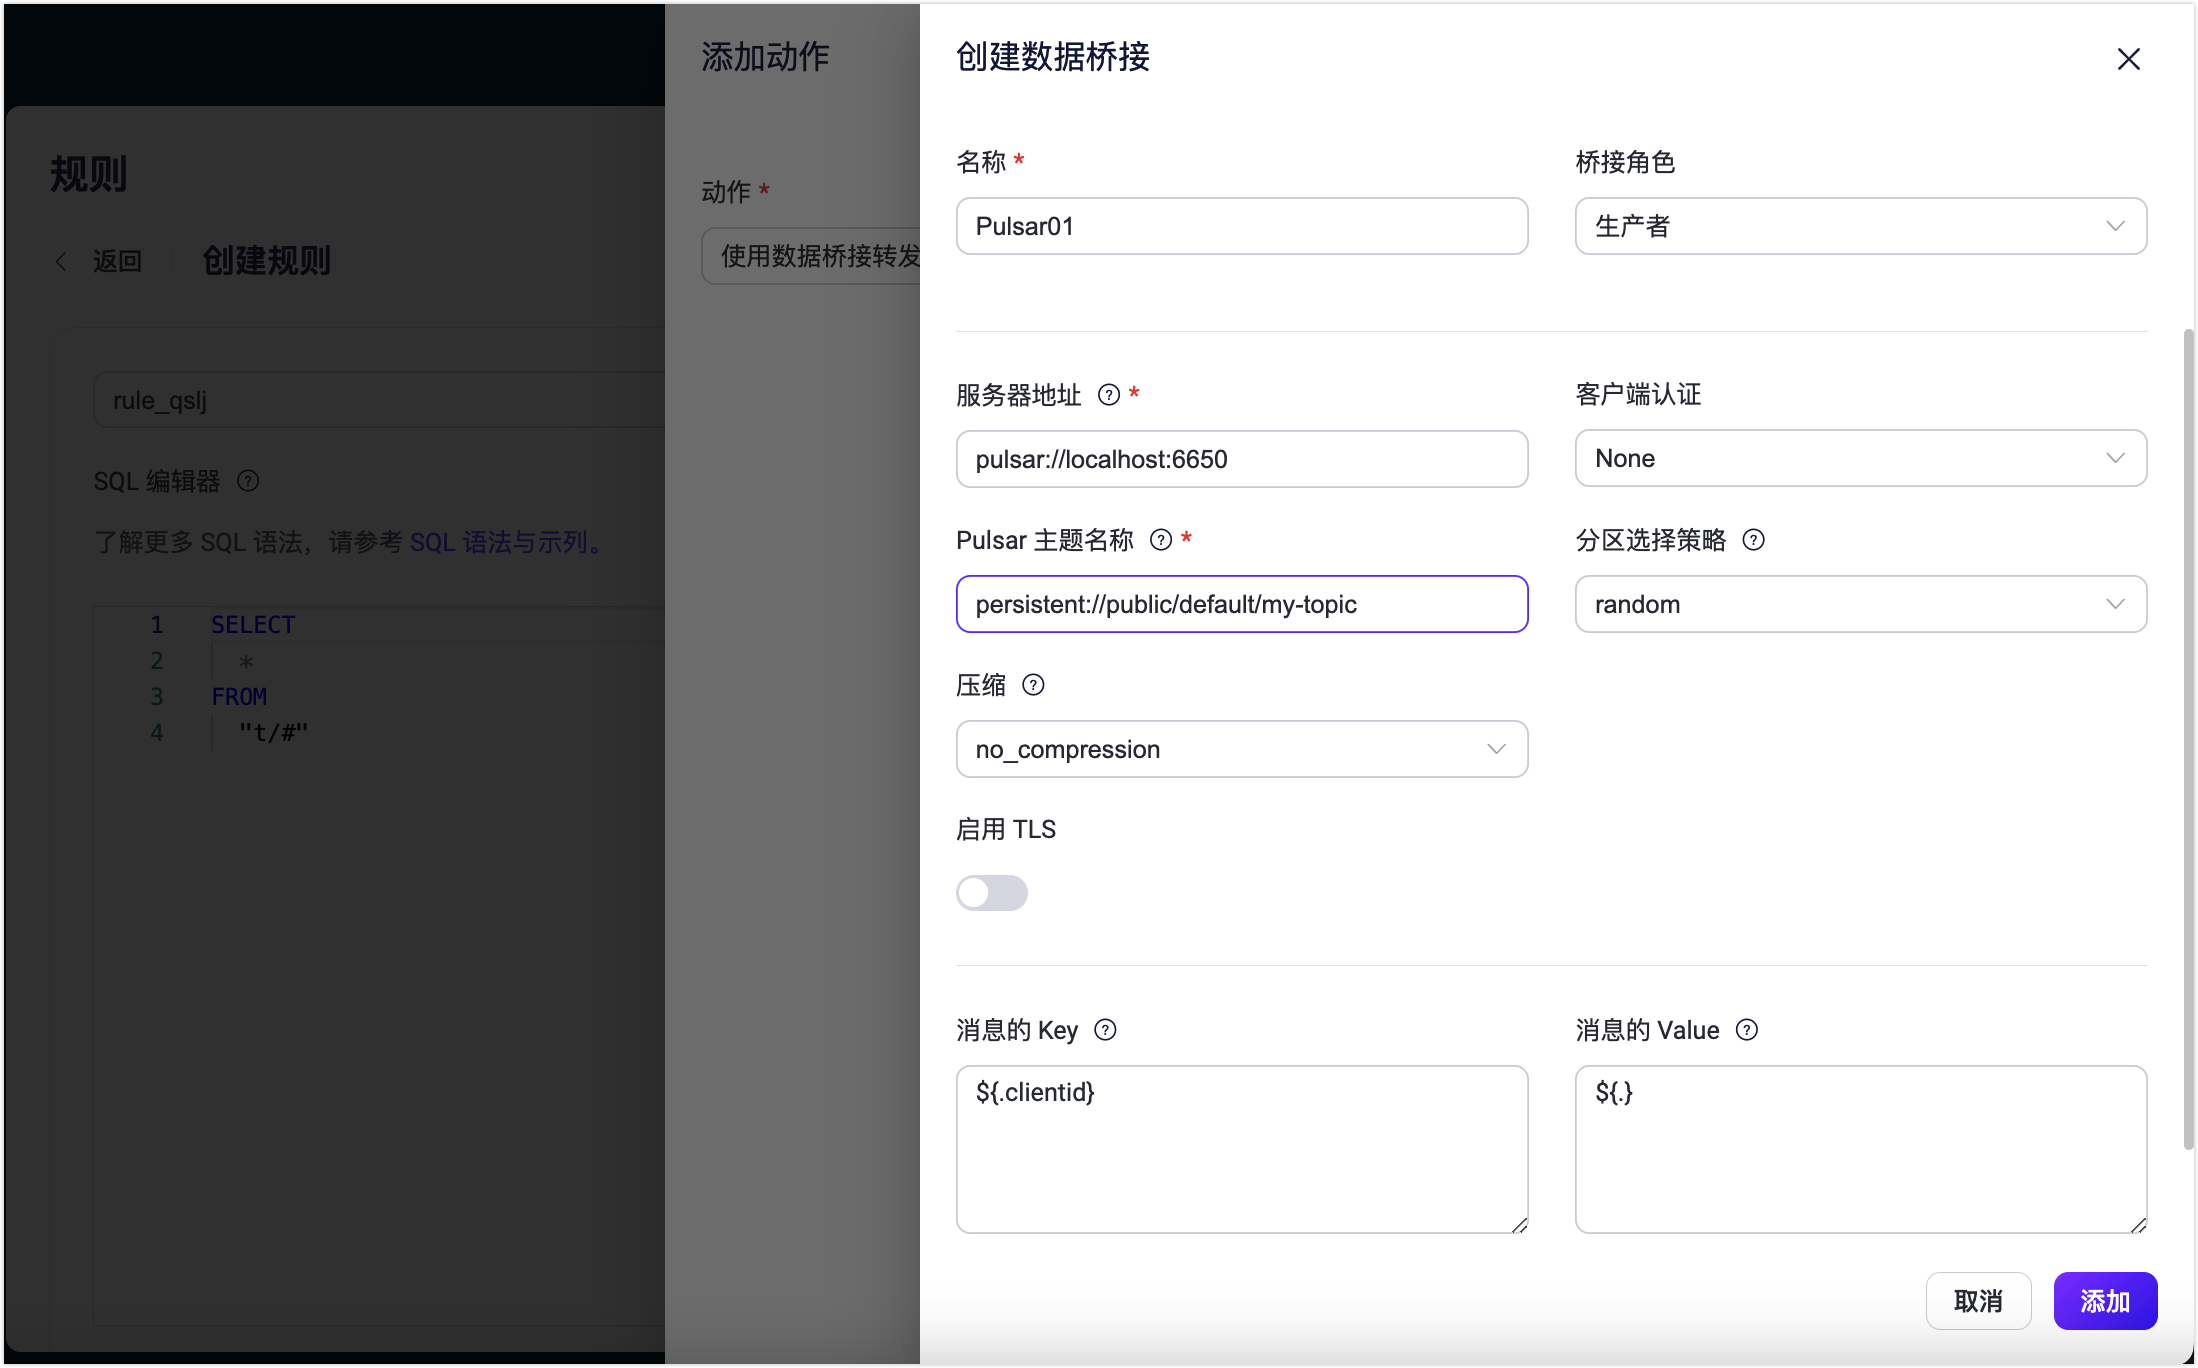 规则
返回
创建规则
rule_qslj
SQL 编辑器
了解更多 SQL 语法，请参考 SQL 语法与示列。
1 SELECT
2 *
3 FROM
4 "t/#"
添加动作
动作 *
使用数据桥接转发
创建数据桥接
名称 *
Pulsar01
桥接角色
生产者
服务器地址 *
pulsar://localhost:6650
客户端认证
None
Pulsar 主题名称 *
persistent://public/default/my-topic
分区选择策略
random
压缩
no_compression
启用 TLS
消息的 Key
${.clientid}
消息的 Value
${.}
取消
添加